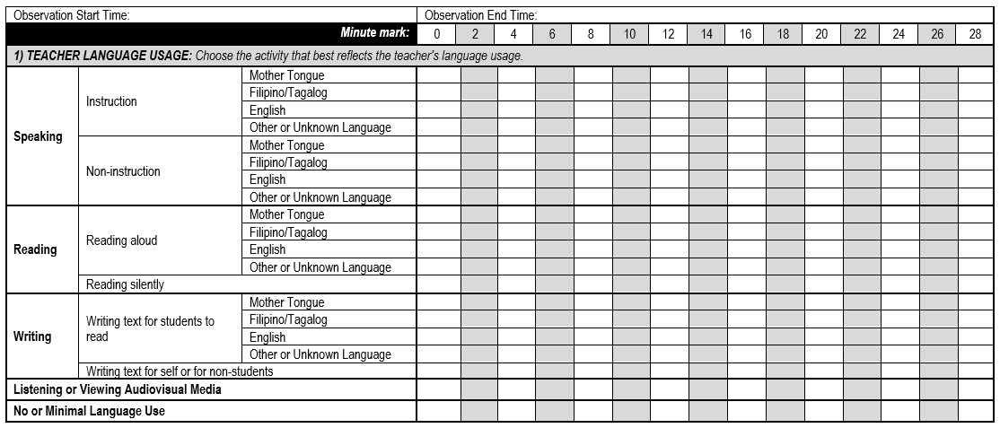 Observation Start Time: Observation End Time:
Minute mark: 0 2 4 6 8 10 12 14 16 18 20 22 24 26 28
1) TEACHER LANGUAGE USAGE: Choose the activity that best reflects the teacher's language usage.
Speaking
Instruction
Mother Tongue
Filipino/Tagalog
English
Other or Unknown Language
Non-instruction
Mother Tongue
Filipino/Tagalog
English
Other or Unknown Language
Reading
Reading aloud
Mother Tongue
Filipino/Tagalog
English
Other or Unknown Language
Reading silently
Writing
Writing text for students to
read
Mother Tongue
Filipino/Tagalog
English
Other or Unknown Language
Writing text for self or for non-students
Listening or Viewing Audiovisual Media
No or Minimal Language Use